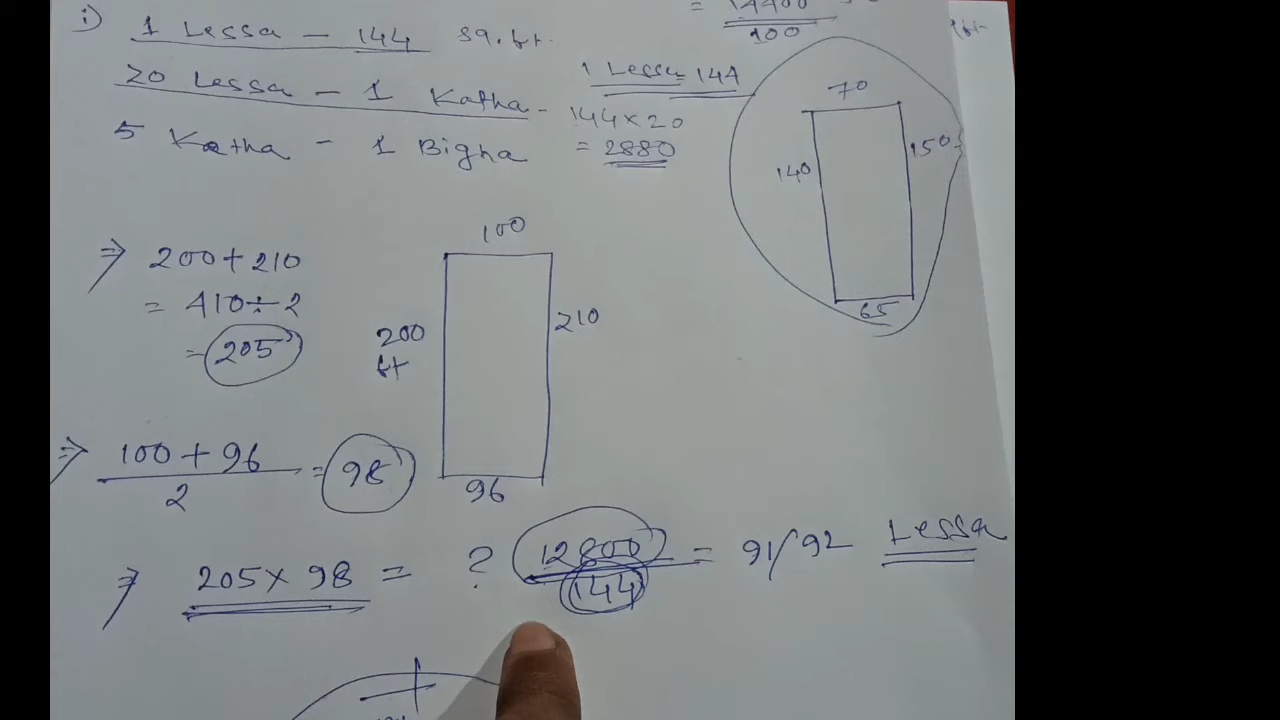 i) 1 Lessa - 144 sq.ft.
= 14400
100
20 Lessa - 1 Katha -
1 Lessa = 144
144 x 20
= 2880
5 Katha - 1 Bigha
70
140
150
65
⇒ 200 + 210
= 410 ÷ 2
= 205
100
200 ft
210
96
⇒ 100 + 96
2
= 98
⇒ 205 x 98 = ?
12800
144
= 91/92 Lessa